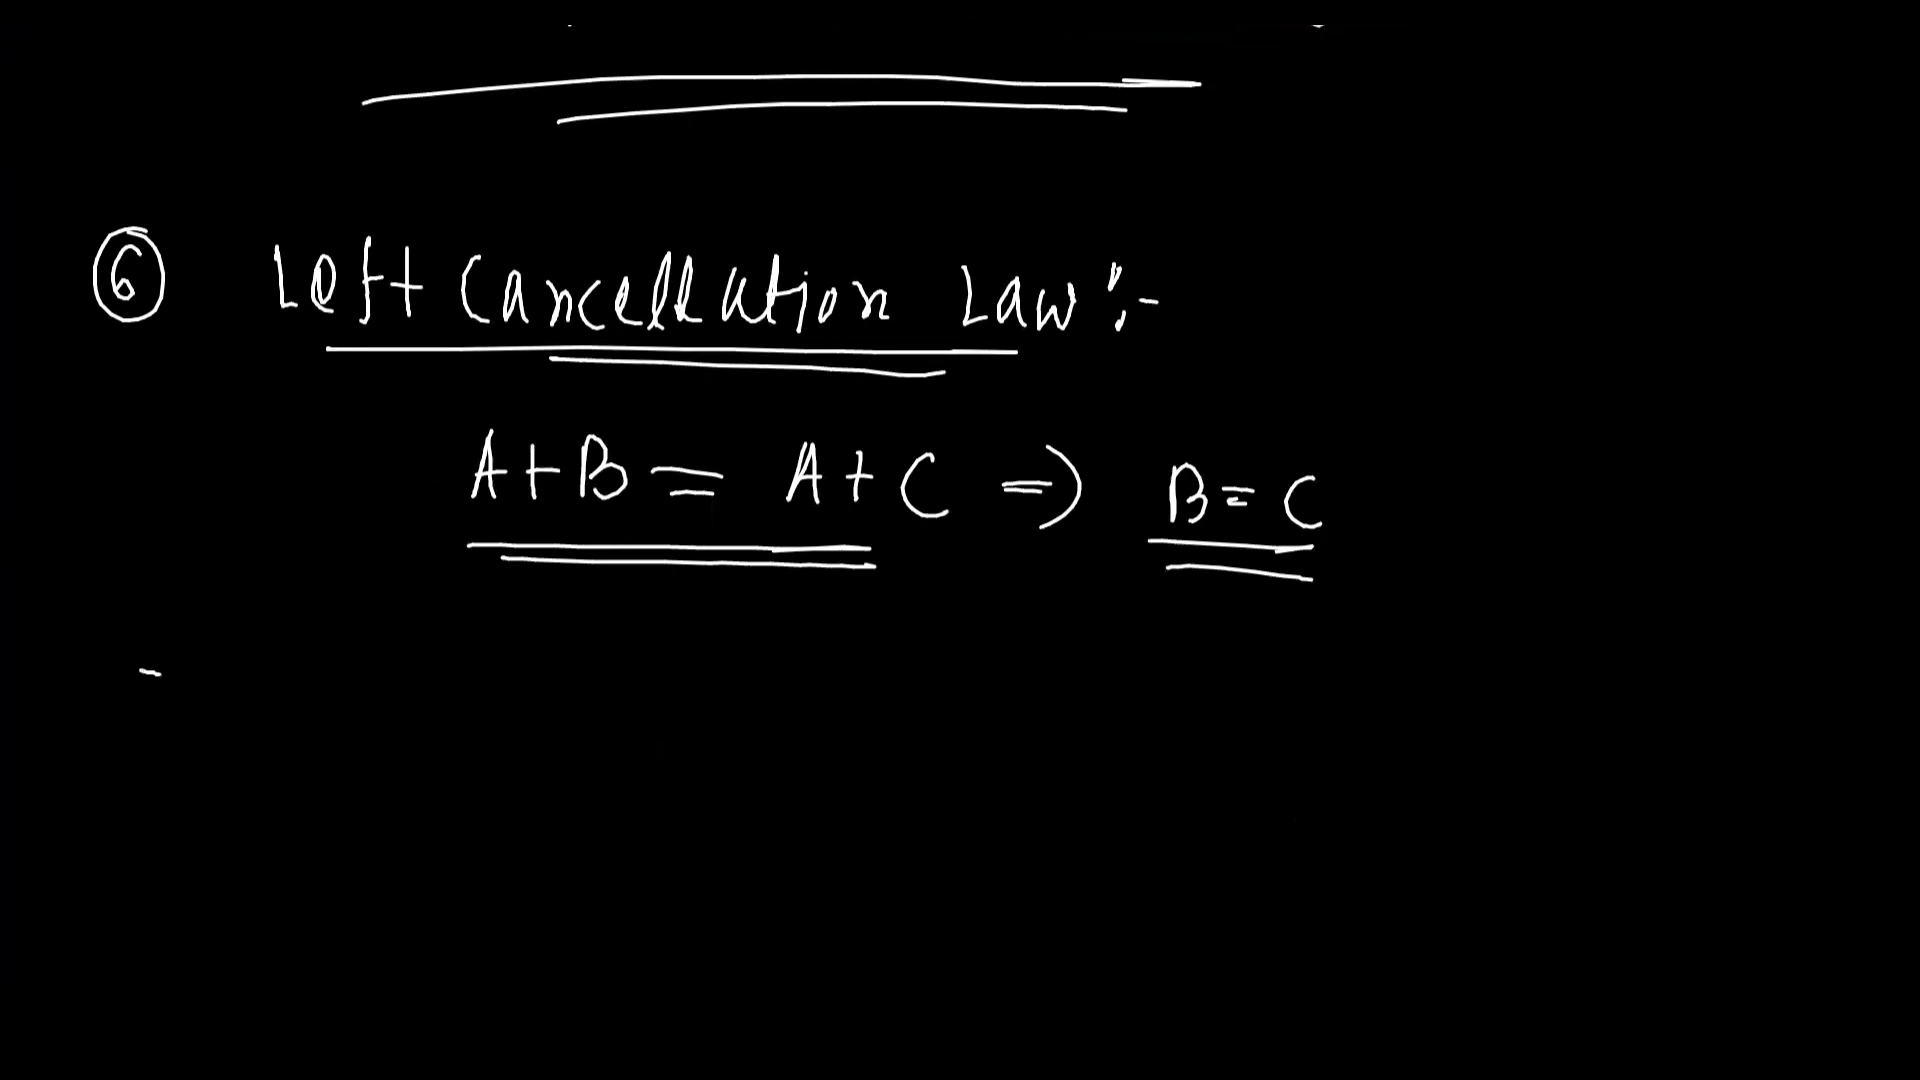 ⑥ Left Cancellation Law :-
A+B = A+C => B = C